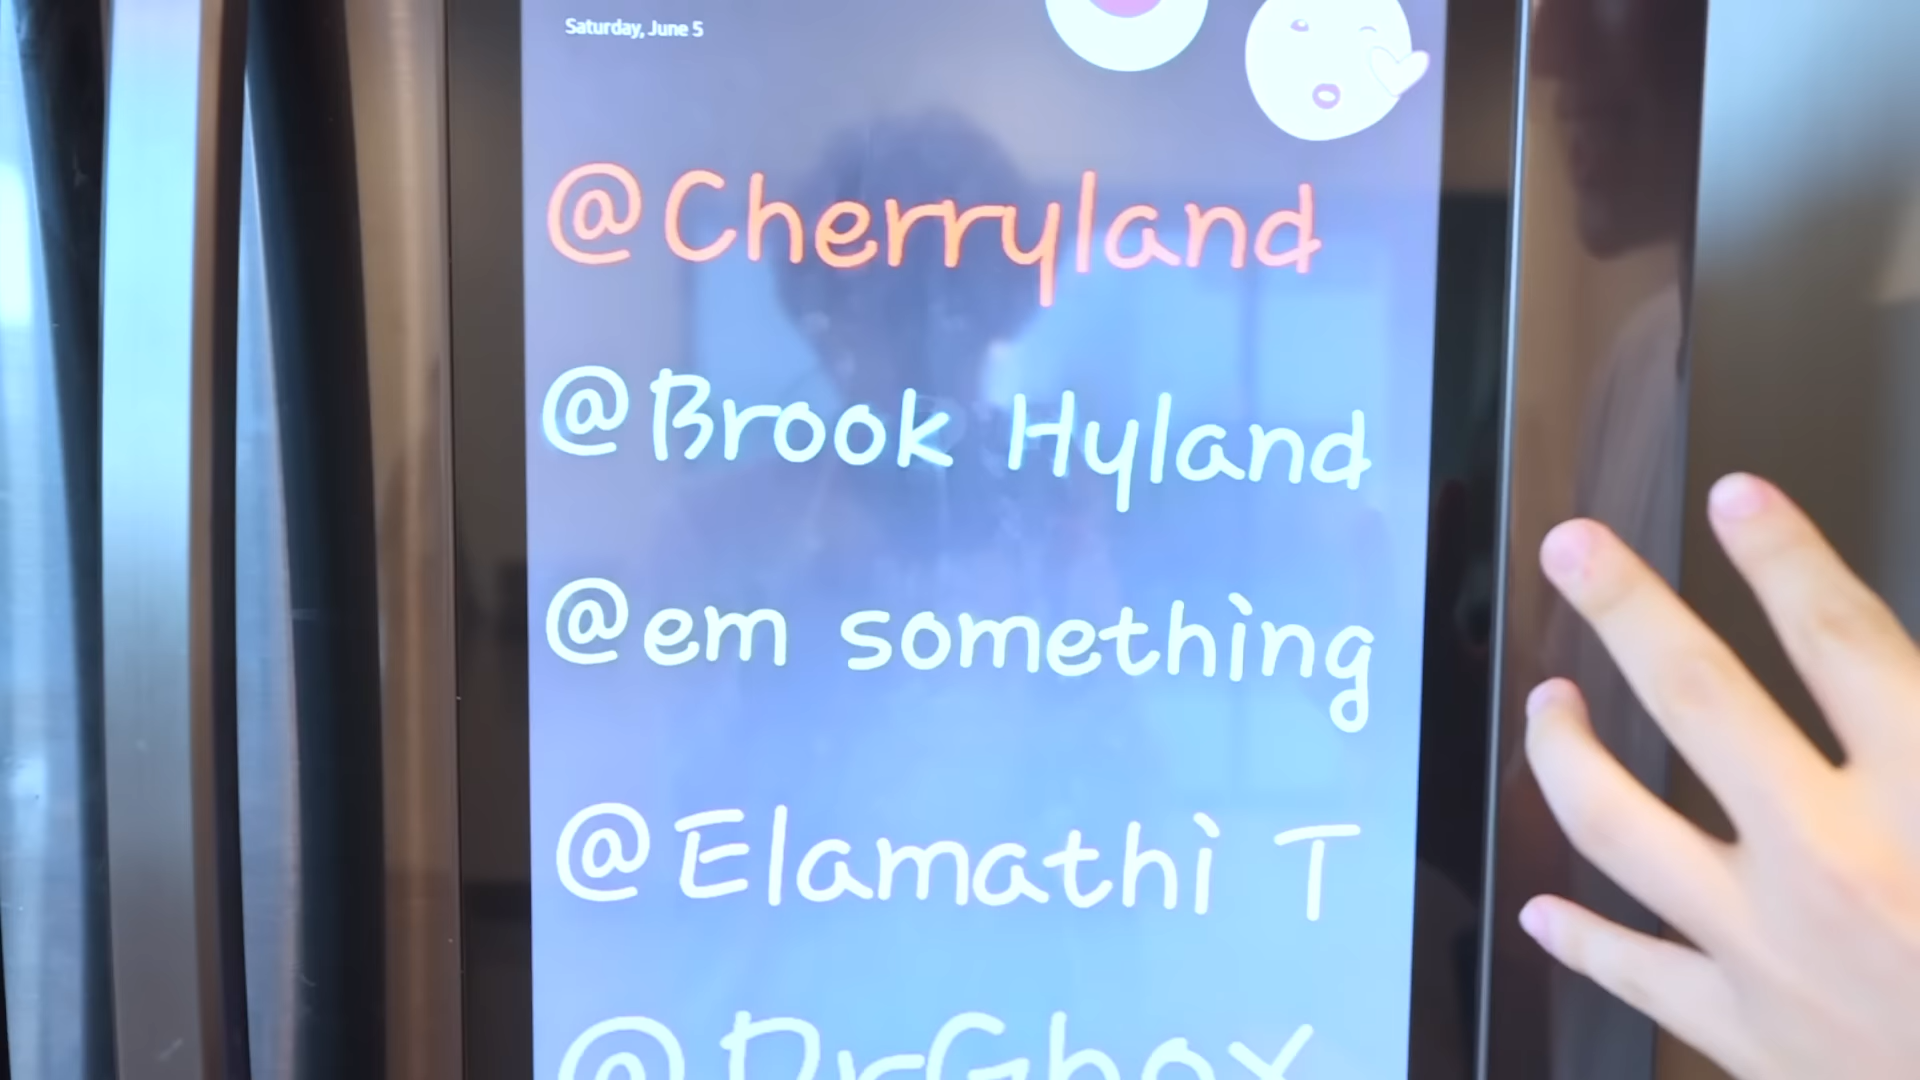 Saturday, June 5
@Cherryland
@Brook Hyland
@em something
@Elamathi T